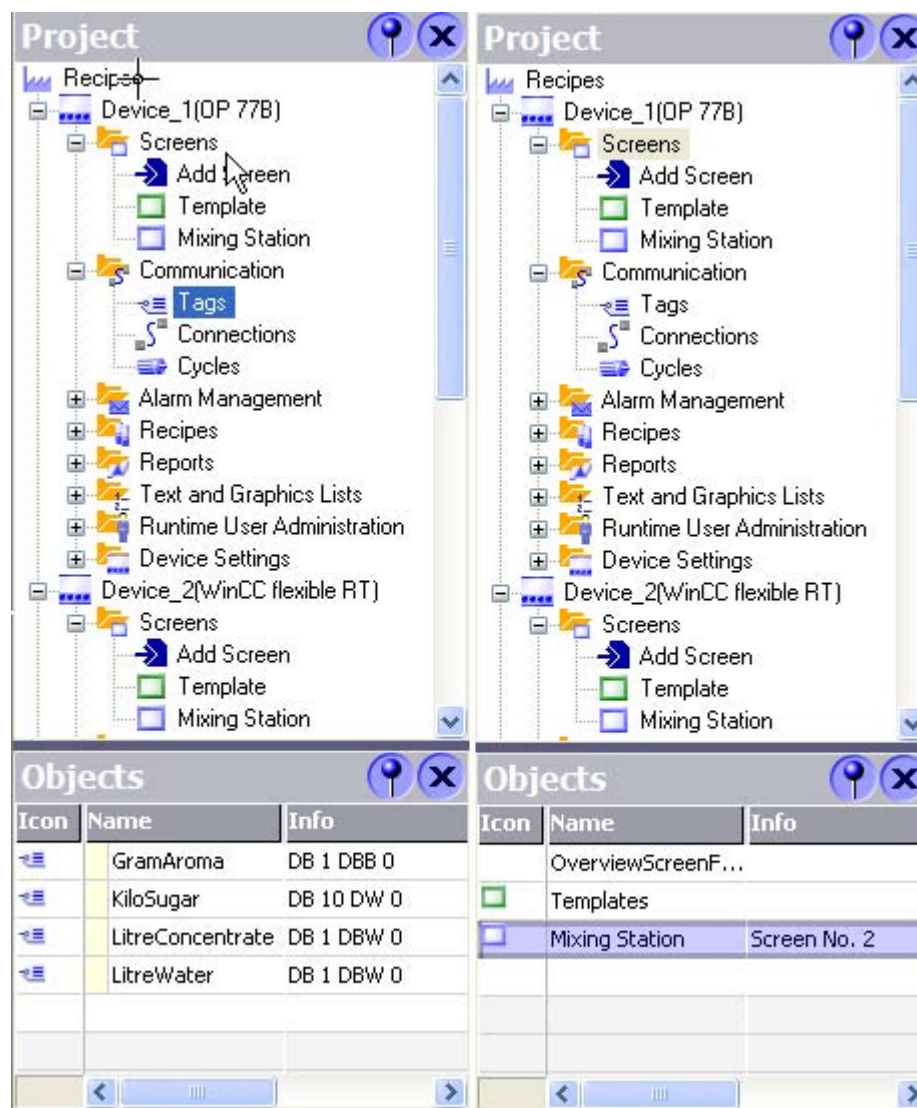 Project
Recipes
Device_1(OP 77B)
Screens
Add Screen
Template
Mixing Station
Communication
Tags
Connections
Cycles
Alarm Management
Recipes
Reports
Text and Graphics Lists
Runtime User Administration
Device Settings
Device_2(WinCC flexible RT)
Screens
Add Screen
Template
Mixing Station
Objects
Icon Name Info
GramAroma DB 1 DBB 0
KiloSugar DB 10 DW 0
LitreConcentrate DB 1 DBW 0
LitreWater DB 1 DBW 0
Project
Recipes
Device_1(OP 77B)
Screens
Add Screen
Template
Mixing Station
Communication
Tags
Connections
Cycles
Alarm Management
Recipes
Reports
Text and Graphics Lists
Runtime User Administration
Device Settings
Device_2(WinCC flexible RT)
Screens
Add Screen
Template
Mixing Station
Objects
Icon Name Info
OverviewScreenF...
Templates
Mixing Station Screen No. 2